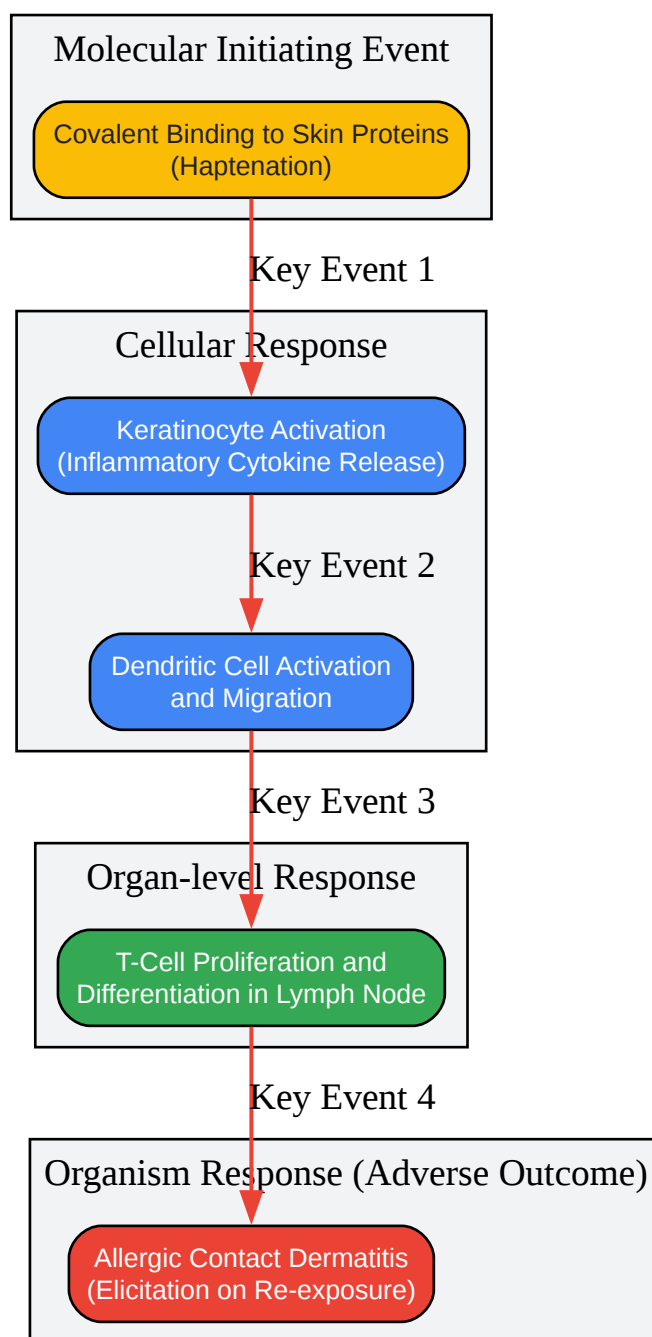 Molecular Initiating Event
Covalent Binding to Skin Proteins
(Haptenation)
Key Event 1
Cellular Response
Keratinocyte Activation
(Inflammatory Cytokine Release)
Key Event 2
Dendritic Cell Activation
and Migration
Key Event 3
Organ-level Response
T-Cell Proliferation and
Differentiation in Lymph Node
Key Event 4
Organism Response (Adverse Outcome)
Allergic Contact Dermatitis
(Elicitation on Re-exposure)